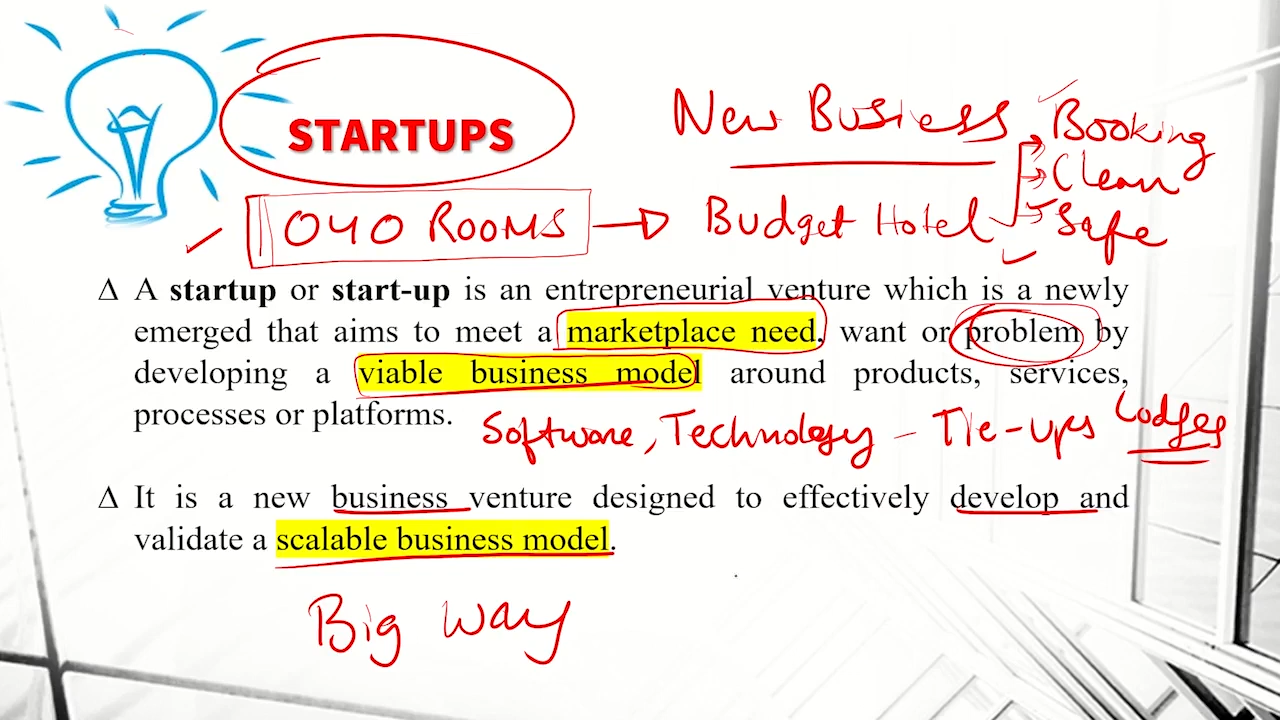 STARTUPS
New Busiess
Booking
Clean
Safe
OYO ROOMS → Budget Hotel
Δ A startup or start-up is an entrepreneurial venture which is a newly
emerged that aims to meet a marketplace need, want or problem by
developing a viable business model around products, services,
processes or platforms.
Software, Technology - Tie-ups Lodges
Δ It is a new business venture designed to effectively develop and
validate a scalable business model.
Big Way